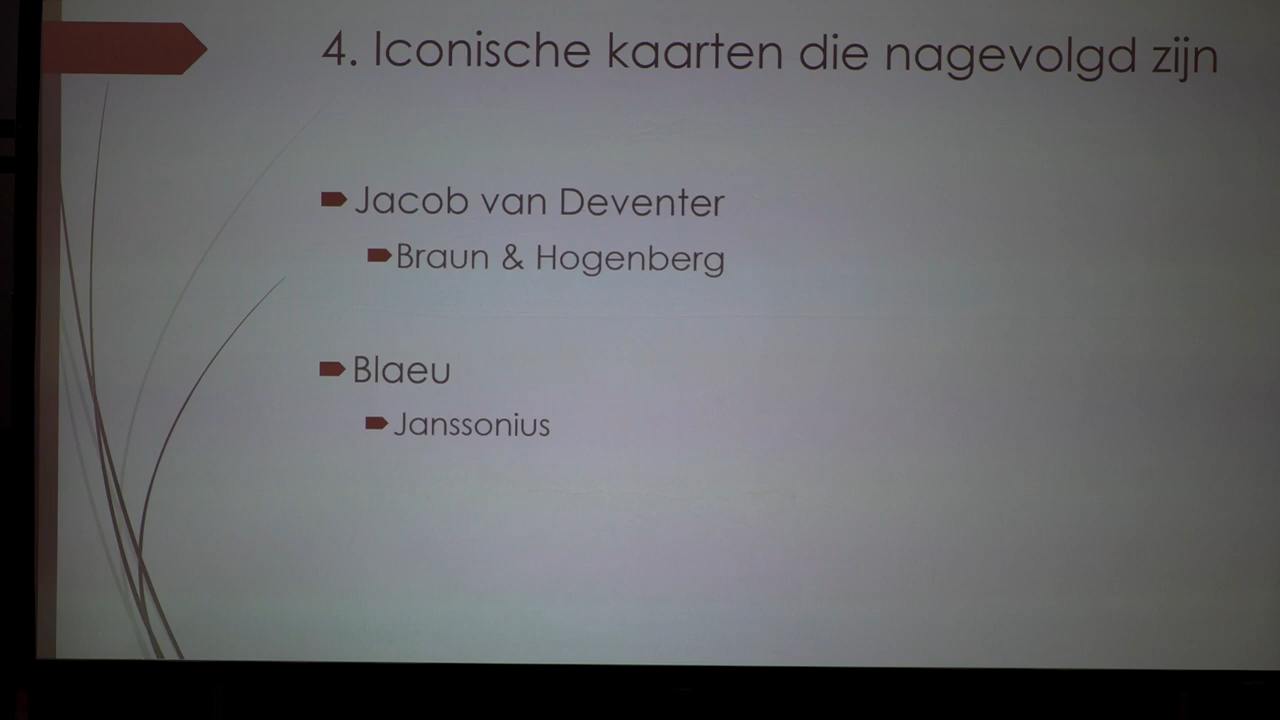 4. Iconische kaarten die nagevolgd zijn
Jacob van Deventer
Braun & Hogenberg
Blaeu
Janssonius